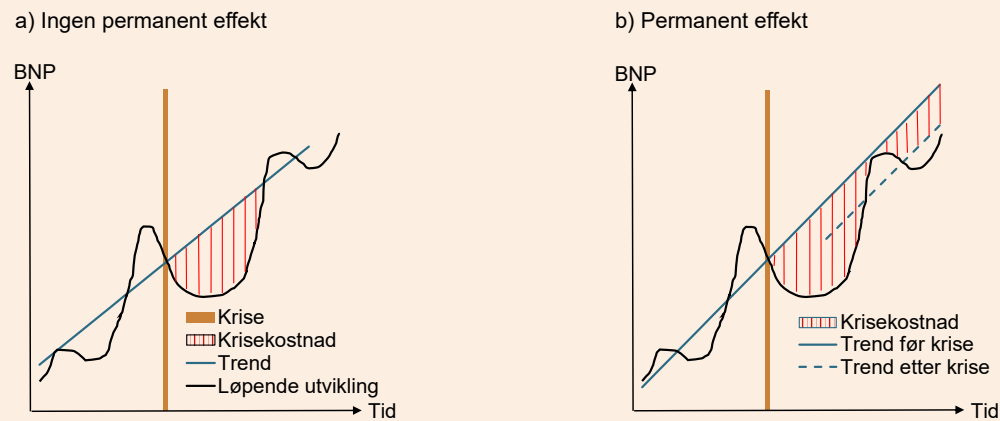 a) Ingen permanent effekt
BNP
Krise
Krisekostnad
Trend
Løpende utvikling
Tid
b) Permanent effekt
BNP
Krisekostnad
Trend før krise
Trend etter krise
Tid